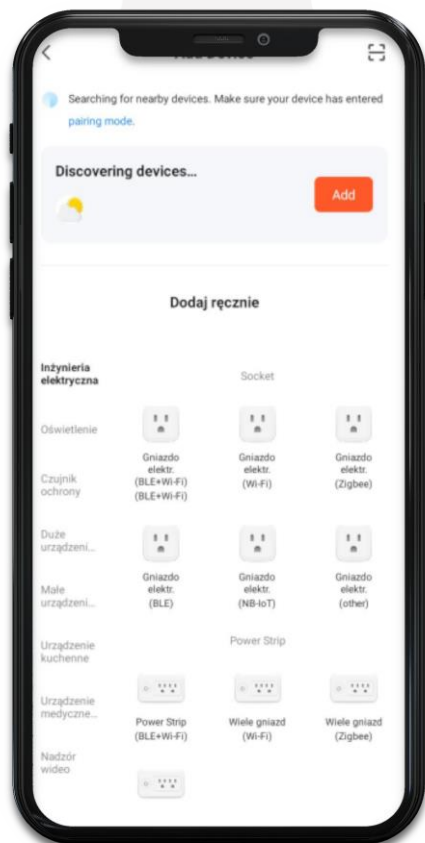 Searching for nearby devices. Make sure your device has entered
pairing mode.
Discovering devices...
Add
Dodaj ręcznie
Inżynieria
elektryczna
Oświetlenie
Czujnik
ochrony
Duże
urządzeni...
Małe
urządzeni...
Urządzenie
kuchenne
Urządzenie
medyczne...
Nadzór
wideo
Socket
Gniazdo
elektr.
(BLE+Wi-Fi)
(BLE+Wi-Fi)
Gniazdo
elektr.
(Wi-Fi)
Gniazdo
elektr.
(Zigbee)
Gniazdo
elektr.
(BLE)
Gniazdo
elektr.
(NB-IoT)
Gniazdo
elektr.
(other)
Power Strip
Power Strip
(BLE+Wi-Fi)
Wiele gniazd
(Wi-Fi)
Wiele gniazd
(Zigbee)